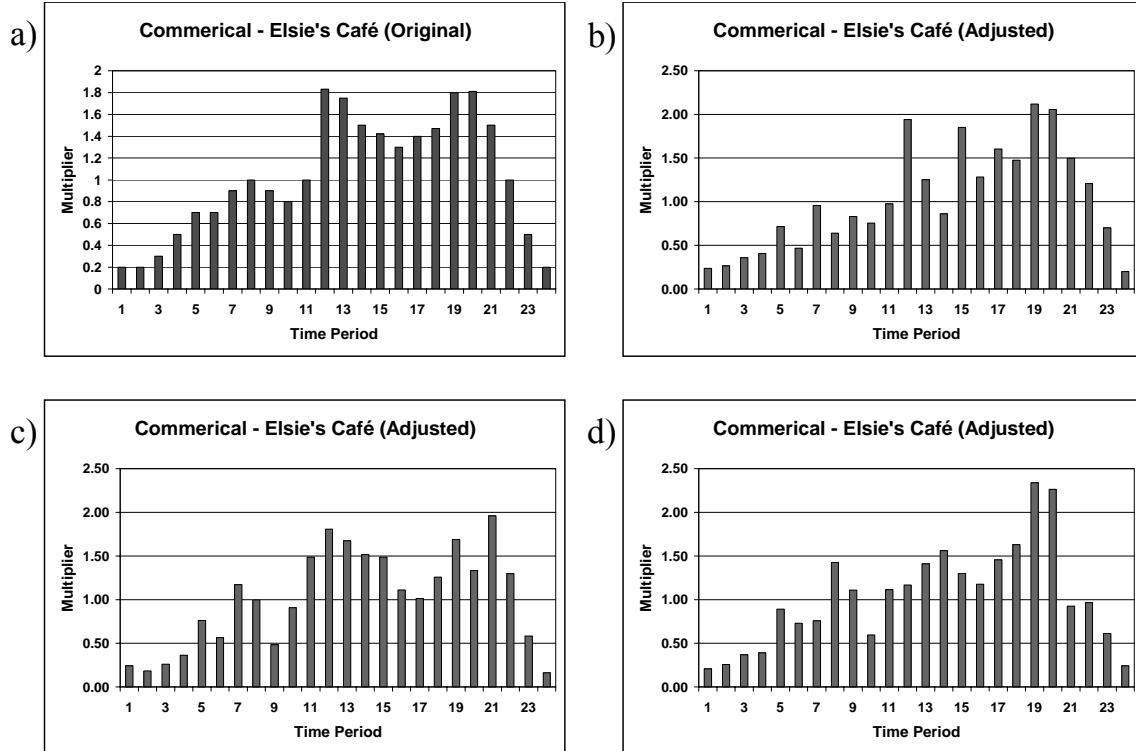 a)
Commerical - Elsie's Café (Original)
2
1.8
1.6
1.4
1.2
1
0.8
0.6
0.4
0.2
0
Multiplier
1 3 5 7 9 11 13 15 17 19 21 23
Time Period
b)
Commerical - Elsie's Café (Adjusted)
2.50
2.00
1.50
1.00
0.50
0.00
Multiplier
1 3 5 7 9 11 13 15 17 19 21 23
Time Period
c)
Commerical - Elsie's Café (Adjusted)
2.50
2.00
1.50
1.00
0.50
0.00
Multiplier
1 3 5 7 9 11 13 15 17 19 21 23
Time Period
d)
Commerical - Elsie's Café (Adjusted)
2.50
2.00
1.50
1.00
0.50
0.00
Multiplier
1 3 5 7 9 11 13 15 17 19 21 23
Time Period